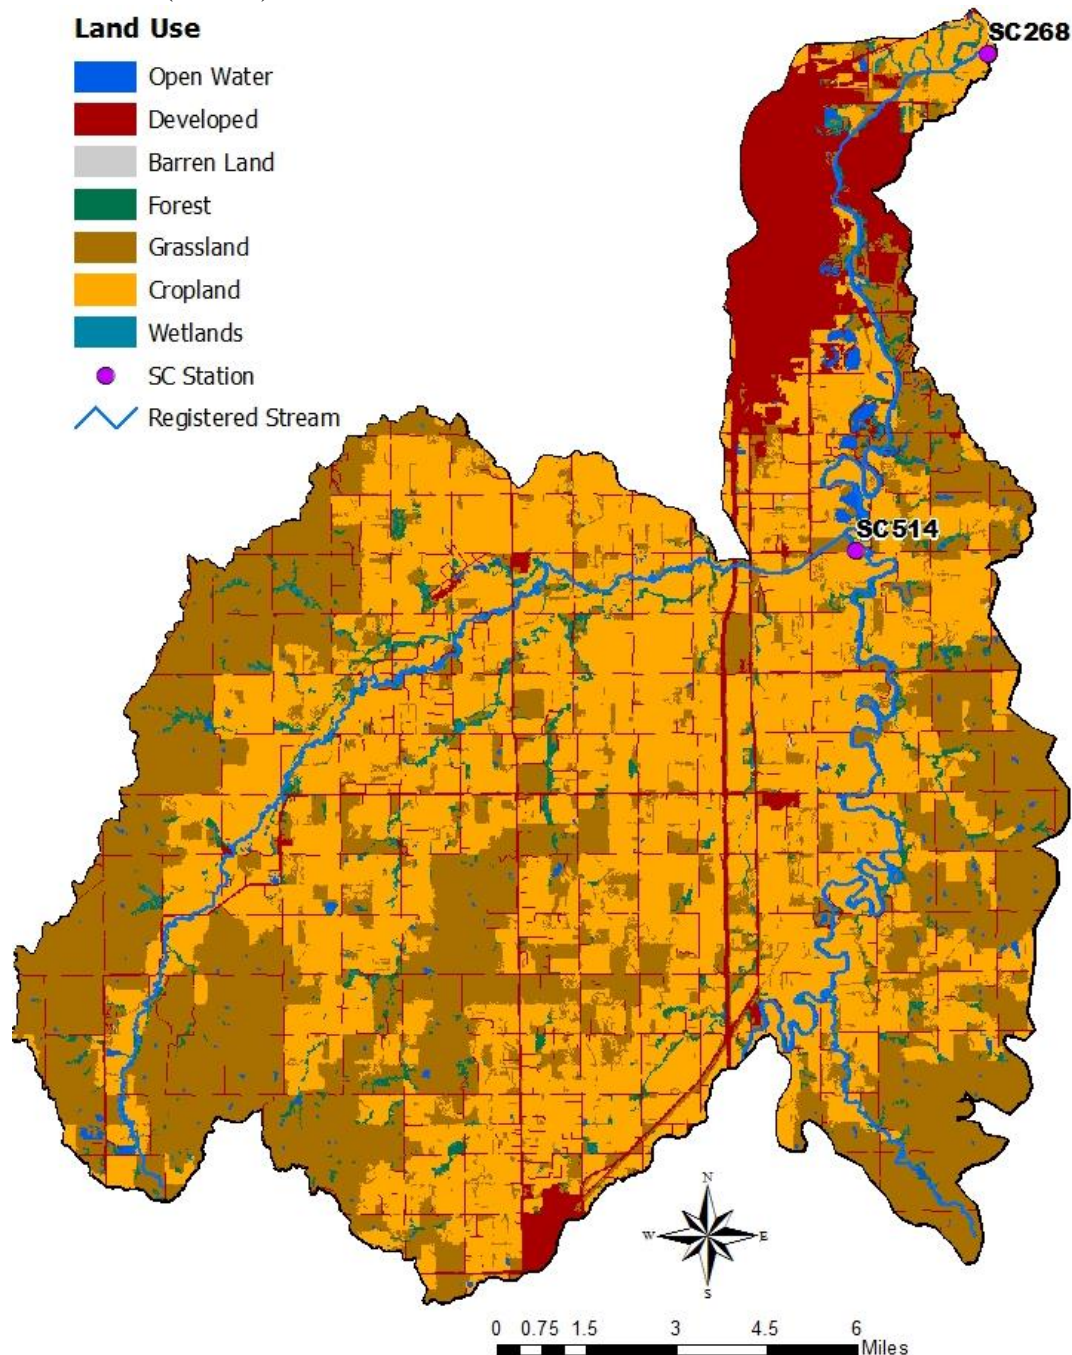 Land Use
Open Water
Developed
Barren Land
Forest
Grassland
Cropland
Wetlands
SC Station
Registered Stream
SC268
SC514
N
W E
S
0 0.75 1.5 3 4.5 6
Miles